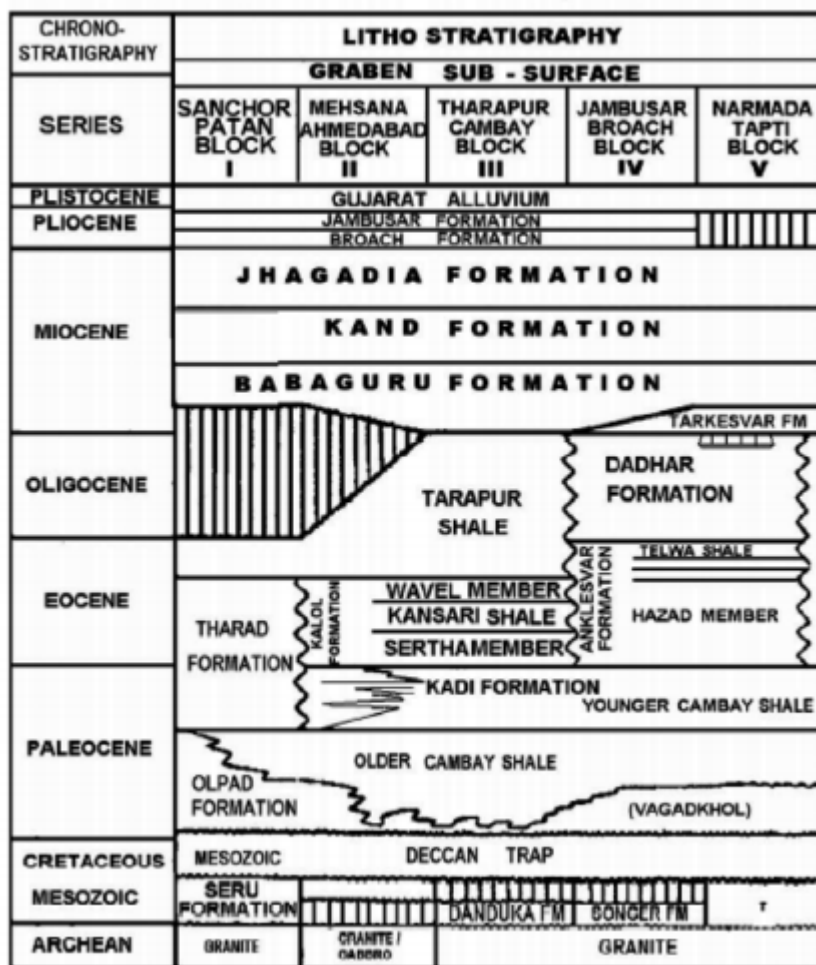 CHRONO-
STRATIGRAPHY
LITHO STRATIGRAPHY
GRABEN SUB - SURFACE
SERIES
SANCHOR
PATAN
BLOCK
I
MEHSANA
AHMEDABAD
BLOCK
II
THARAPUR
CAMBAY
BLOCK
III
JAMBUSAR
BROACH
BLOCK
IV
NARMADA
TAPTI
BLOCK
V
PLISTOCENE
GUJARAT ALLUVIUM
PLIOCENE
JAMBUSAR FORMATION
BROACH FORMATION
MIOCENE
JHAGADIA FORMATION
KAND FORMATION
BABAGURU FORMATION
TARKESVAR FM
OLIGOCENE
TARAPUR
SHALE
DADHAR
FORMATION
EOCENE
THARAD
FORMATION
KALOL
FORMATION
WAVEL MEMBER
KANSARI SHALE
SERTHA MEMBER
ANKLESVAR
FORMATION
TELWA SHALE
HAZAD MEMBER
KADI FORMATION
YOUNGER CAMBAY SHALE
PALEOCENE
OLDER CAMBAY SHALE
OLPAD
FORMATION
(VAGADKHOL)
CRETACEOUS
MESOZOIC
DECCAN TRAP
MESOZOIC
SERU
FORMATION
DANDUKA FM
ARCHEAN
GRANITE
GRANITE /
GABBRO
GRANITE